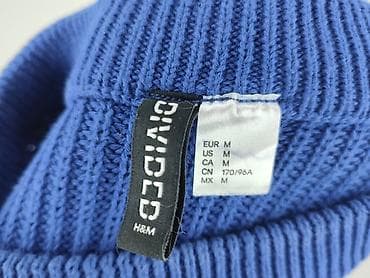 DIVIDED
H&M
EUR M
US M
CA M
CN 170/96A
MX M